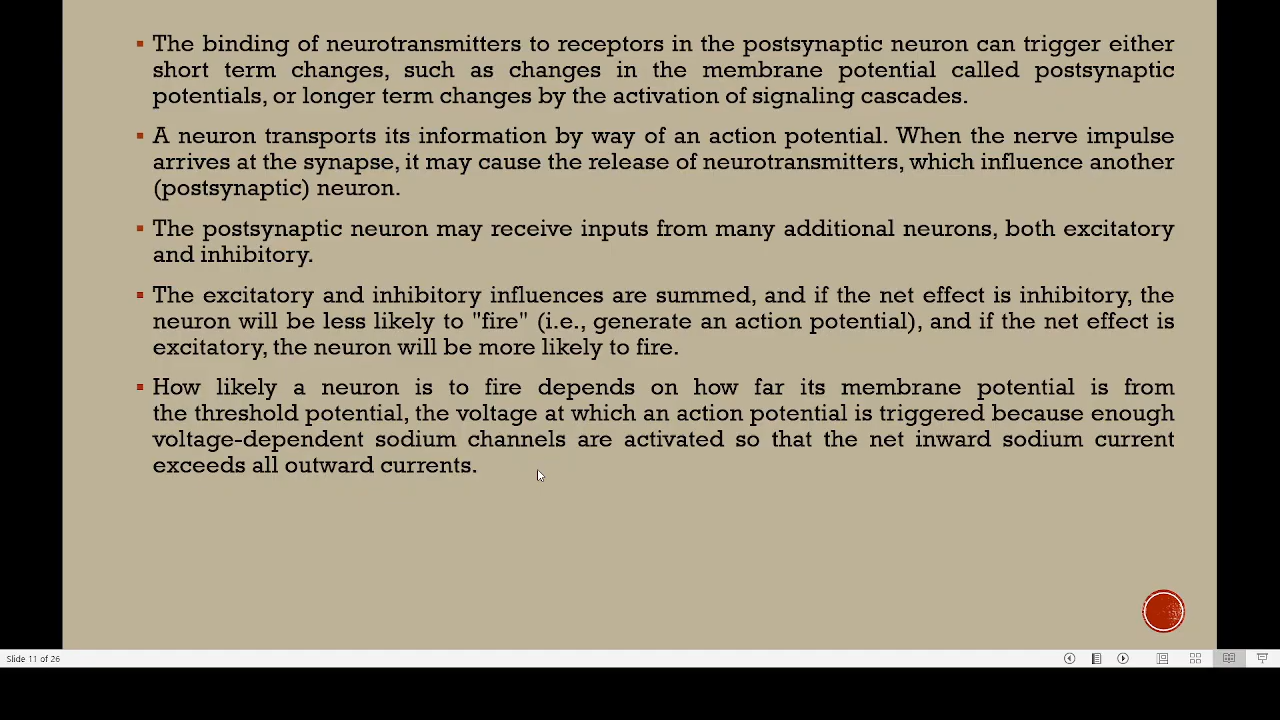 The binding of neurotransmitters to receptors in the postsynaptic neuron can trigger either
short term changes, such as changes in the membrane potential called postsynaptic
potentials, or longer term changes by the activation of signaling cascades.
A neuron transports its information by way of an action potential. When the nerve impulse
arrives at the synapse, it may cause the release of neurotransmitters, which influence another
(postsynaptic) neuron.
The postsynaptic neuron may receive inputs from many additional neurons, both excitatory
and inhibitory.
The excitatory and inhibitory influences are summed, and if the net effect is inhibitory, the
neuron will be less likely to "fire" (i.e., generate an action potential), and if the net effect is
excitatory, the neuron will be more likely to fire.
How likely a neuron is to fire depends on how far its membrane potential is from
the threshold potential, the voltage at which an action potential is triggered because enough
voltage-dependent sodium channels are activated so that the net inward sodium current
exceeds all outward currents.
Slide 11 of 26